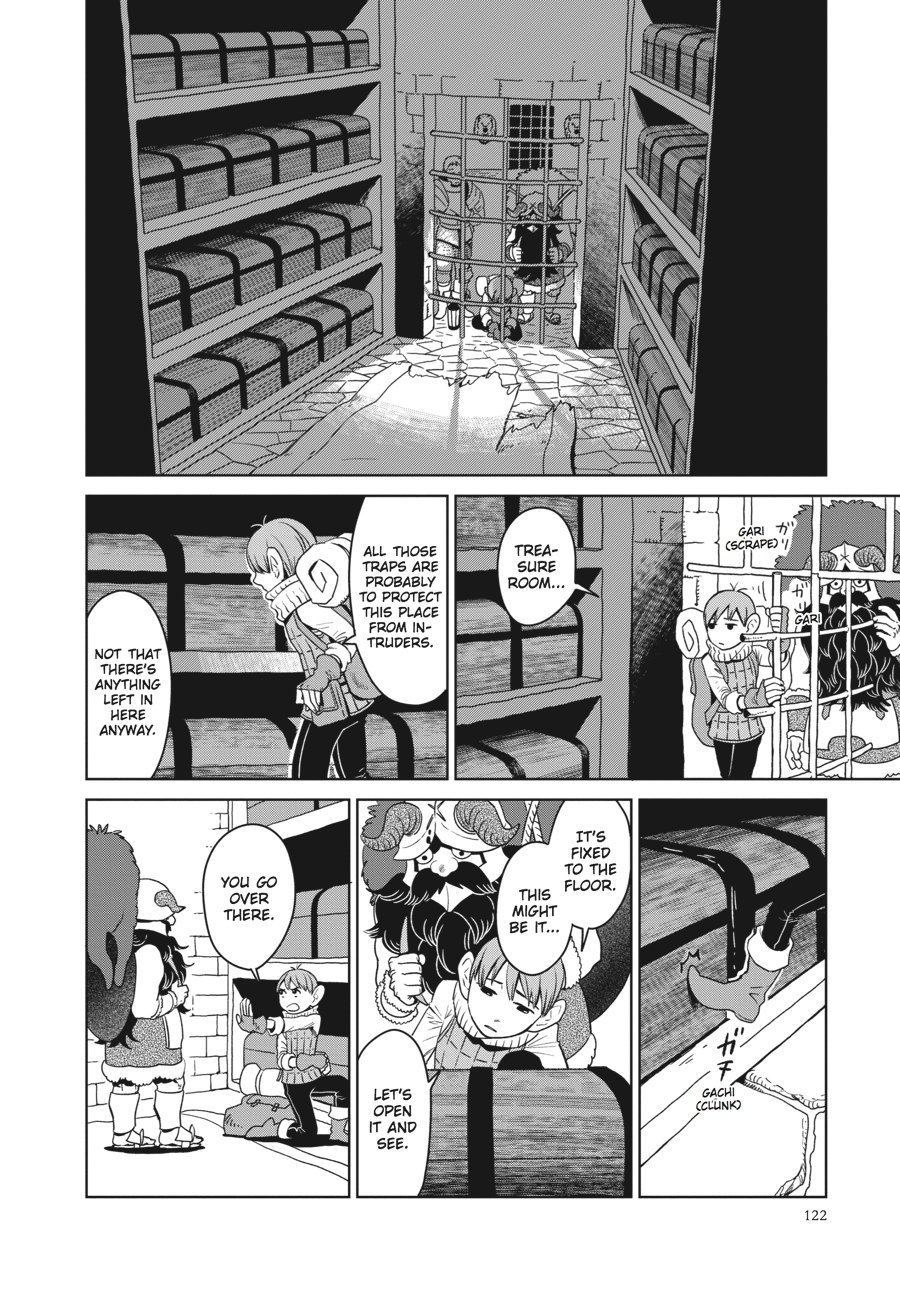 ガ
リ
GARI
(SCRAPE)
GARI
TREA-
SURE
ROOM...
ALL THOSE
TRAPS ARE
PROBABLY
TO PROTECT
THIS PLACE
FROM IN-
TRUDERS.
NOT THAT
THERE'S
ANYTHING
LEFT IN
HERE
ANYWAY.
ガ
チ
GACHI
(CLUNK)
IT'S
FIXED
TO THE
FLOOR.
THIS
MIGHT
BE IT...
LET'S
OPEN
IT AND
SEE.
YOU GO
OVER
THERE.
122